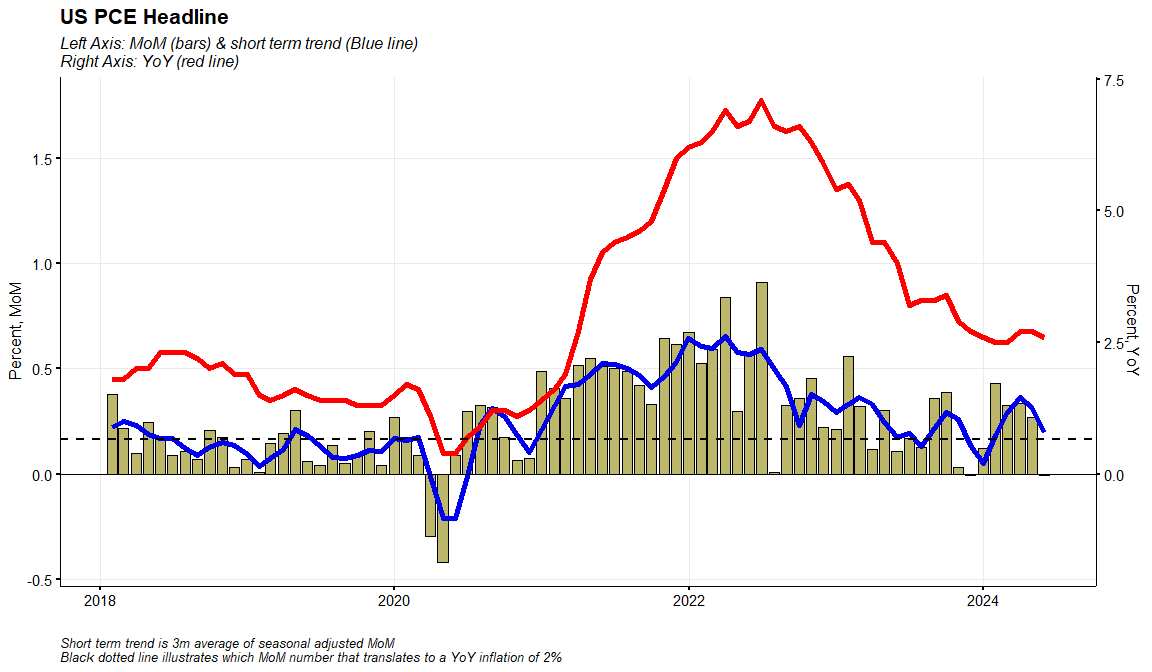 US PCE Headline
Left Axis: MoM (bars) & short term trend (Blue line)
Right Axis: YoY (red line)
7.5
1.5
5.0
1.0
Percent, MoM
Percent, YoY
2.5
0.5
0.0
0.0
-0.5
2018
2020
2022
2024
Short term trend is 3m average of seasonal adjusted MoM
Black dotted line illustrates which MoM number that translates to a YoY inflation of 2%